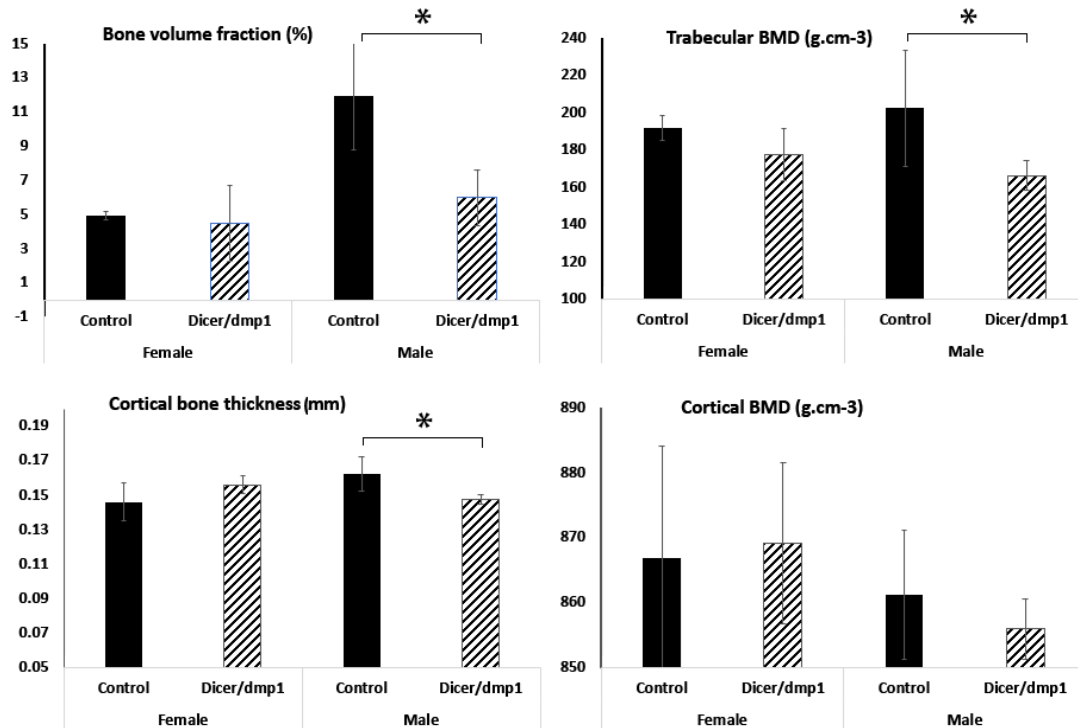 Bone volume fraction (%)
*
15
13
11
9
7
5
3
1
-1
Control
Dicer/dmp1
Control
Dicer/dmp1
Female
Male
Trabecular BMD (g.cm-3)
*
240
220
200
180
160
140
120
100
Control
Dicer/dmp1
Control
Dicer/dmp1
Female
Male
Cortical bone thickness (mm)
*
0.19
0.17
0.15
0.13
0.11
0.09
0.07
0.05
Control
Dicer/dmp1
Control
Dicer/dmp1
Female
Male
Cortical BMD (g.cm-3)
890
880
870
860
850
Control
Dicer/dmp1
Control
Dicer/dmp1
Female
Male